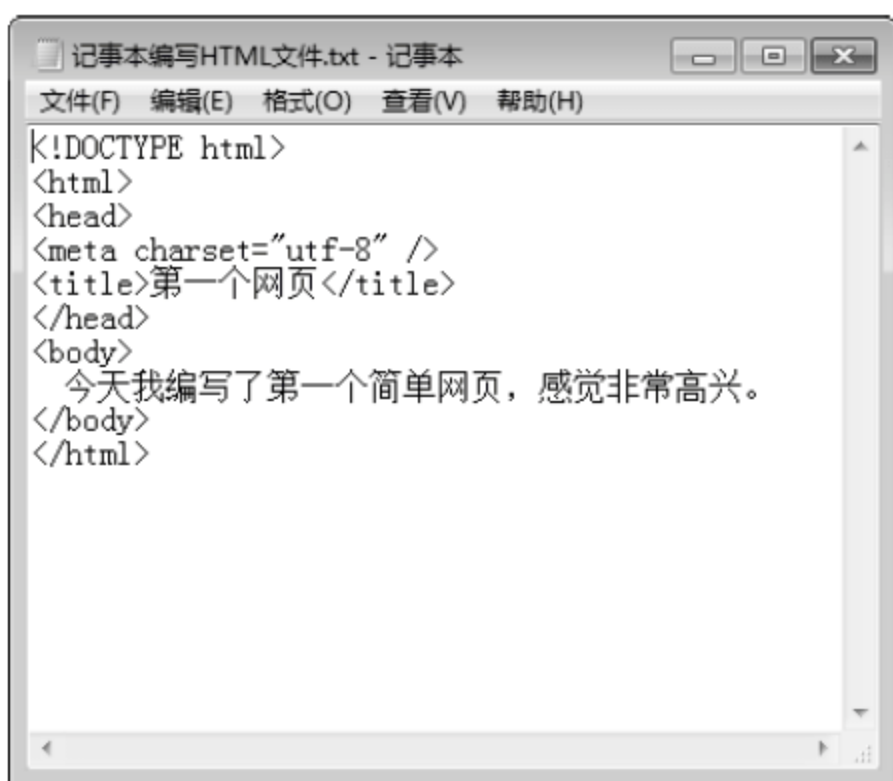 记事本编写HTML文件.txt - 记事本
文件(F) 编辑(E) 格式(O) 查看(V) 帮助(H)
<!DOCTYPE html>
<html>
<head>
<meta charset="utf-8" />
<title>第一个网页</title>
</head>
<body>
  今天我编写了第一个简单网页，感觉非常高兴。
</body>
</html>